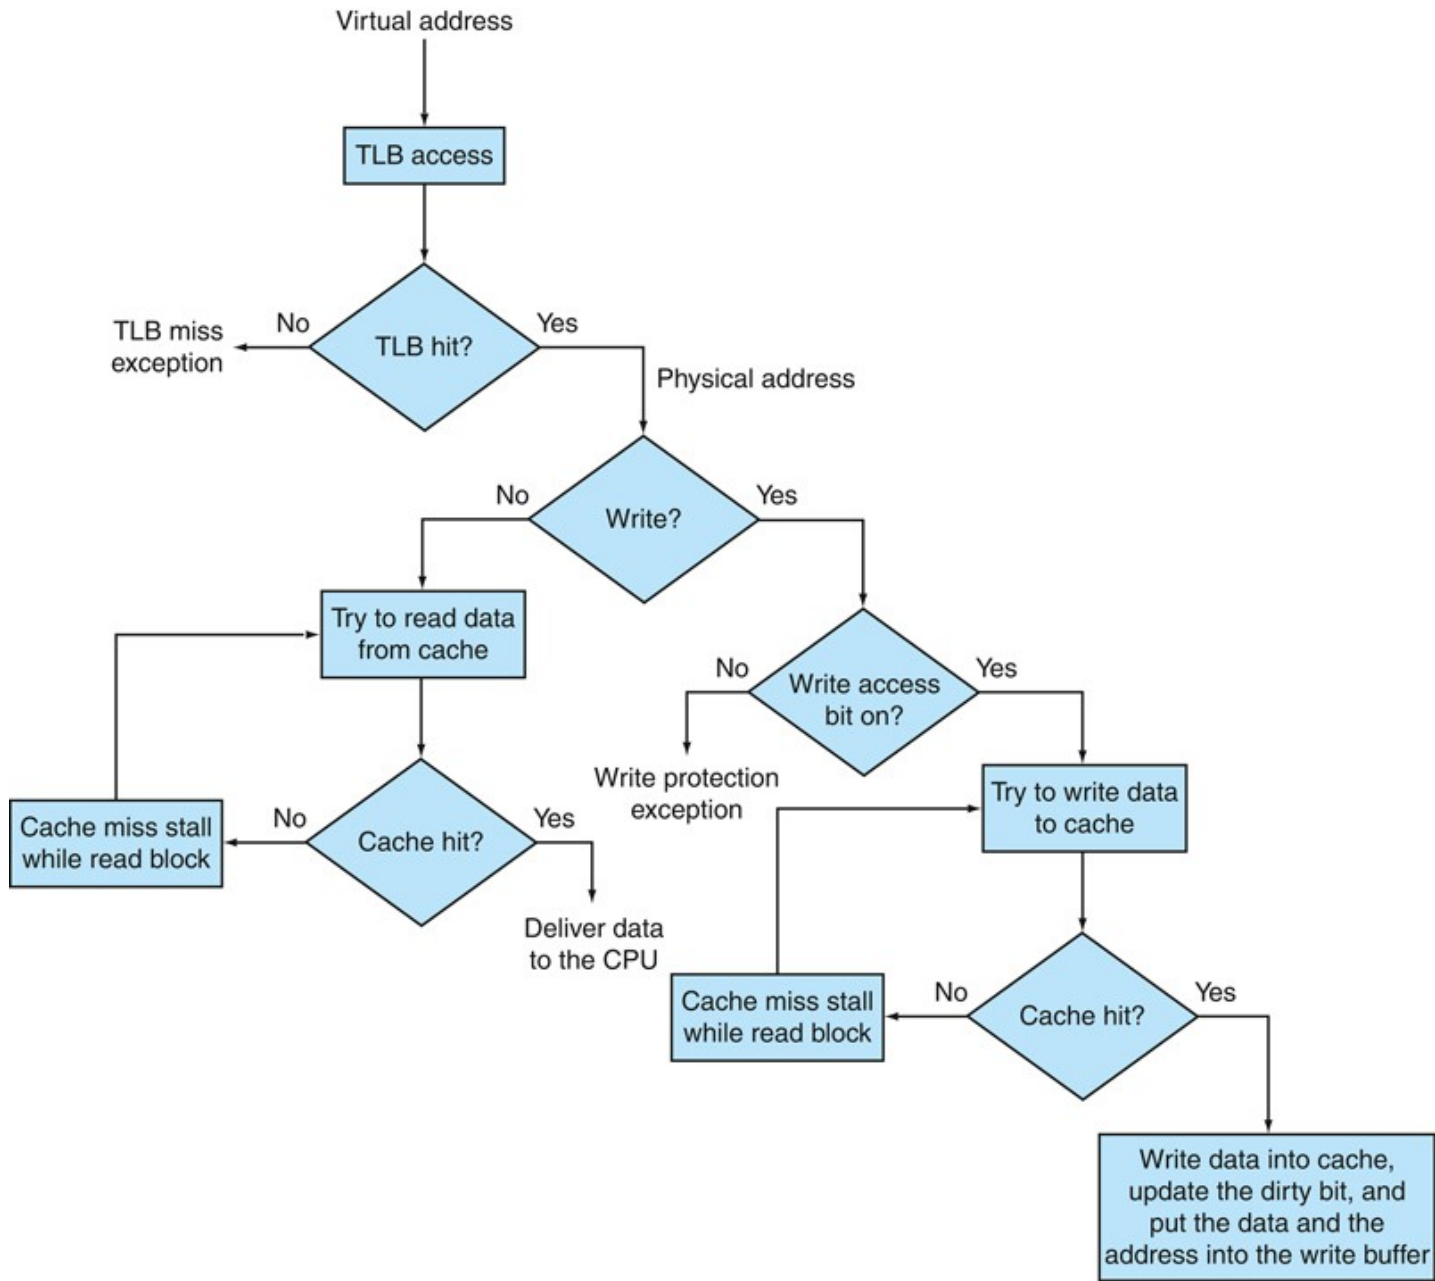 Virtual address
TLB access
TLB hit?
No
Yes
TLB miss
exception
Physical address
Write?
No
Yes
Try to read data
from cache
Write access
bit on?
No
Yes
Write protection
exception
Try to write data
to cache
Cache hit?
No
Yes
Cache miss stall
while read block
Deliver data
to the CPU
Cache hit?
No
Yes
Cache miss stall
while read block
Write data into cache,
update the dirty bit, and
put the data and the
address into the write buffer